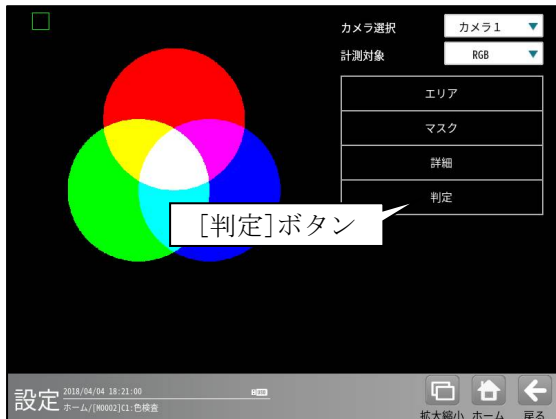 カメラ選択 カメラ1
計測対象 RGB
エリア
マスク
詳細
判定
[判定]ボタン
設定 2018/04/04 18:21:00
ホーム/[M0002]C1:色検査
拡大縮小 ホーム 戻る